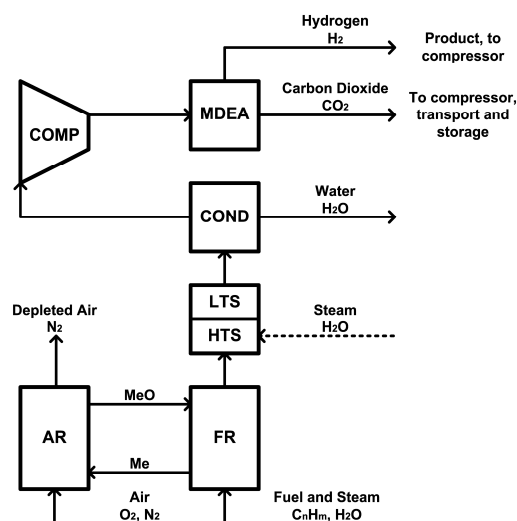 Hydrogen
H2
Product, to
compressor
Carbon Dioxide
CO2
To compressor,
transport and
storage
MDEA
COMP
Water
H2O
COND
LTS
HTS
Steam
H2O
Depleted Air
N2
MeO
AR
FR
Me
Air
O2, N2
Fuel and Steam
CnHm, H2O